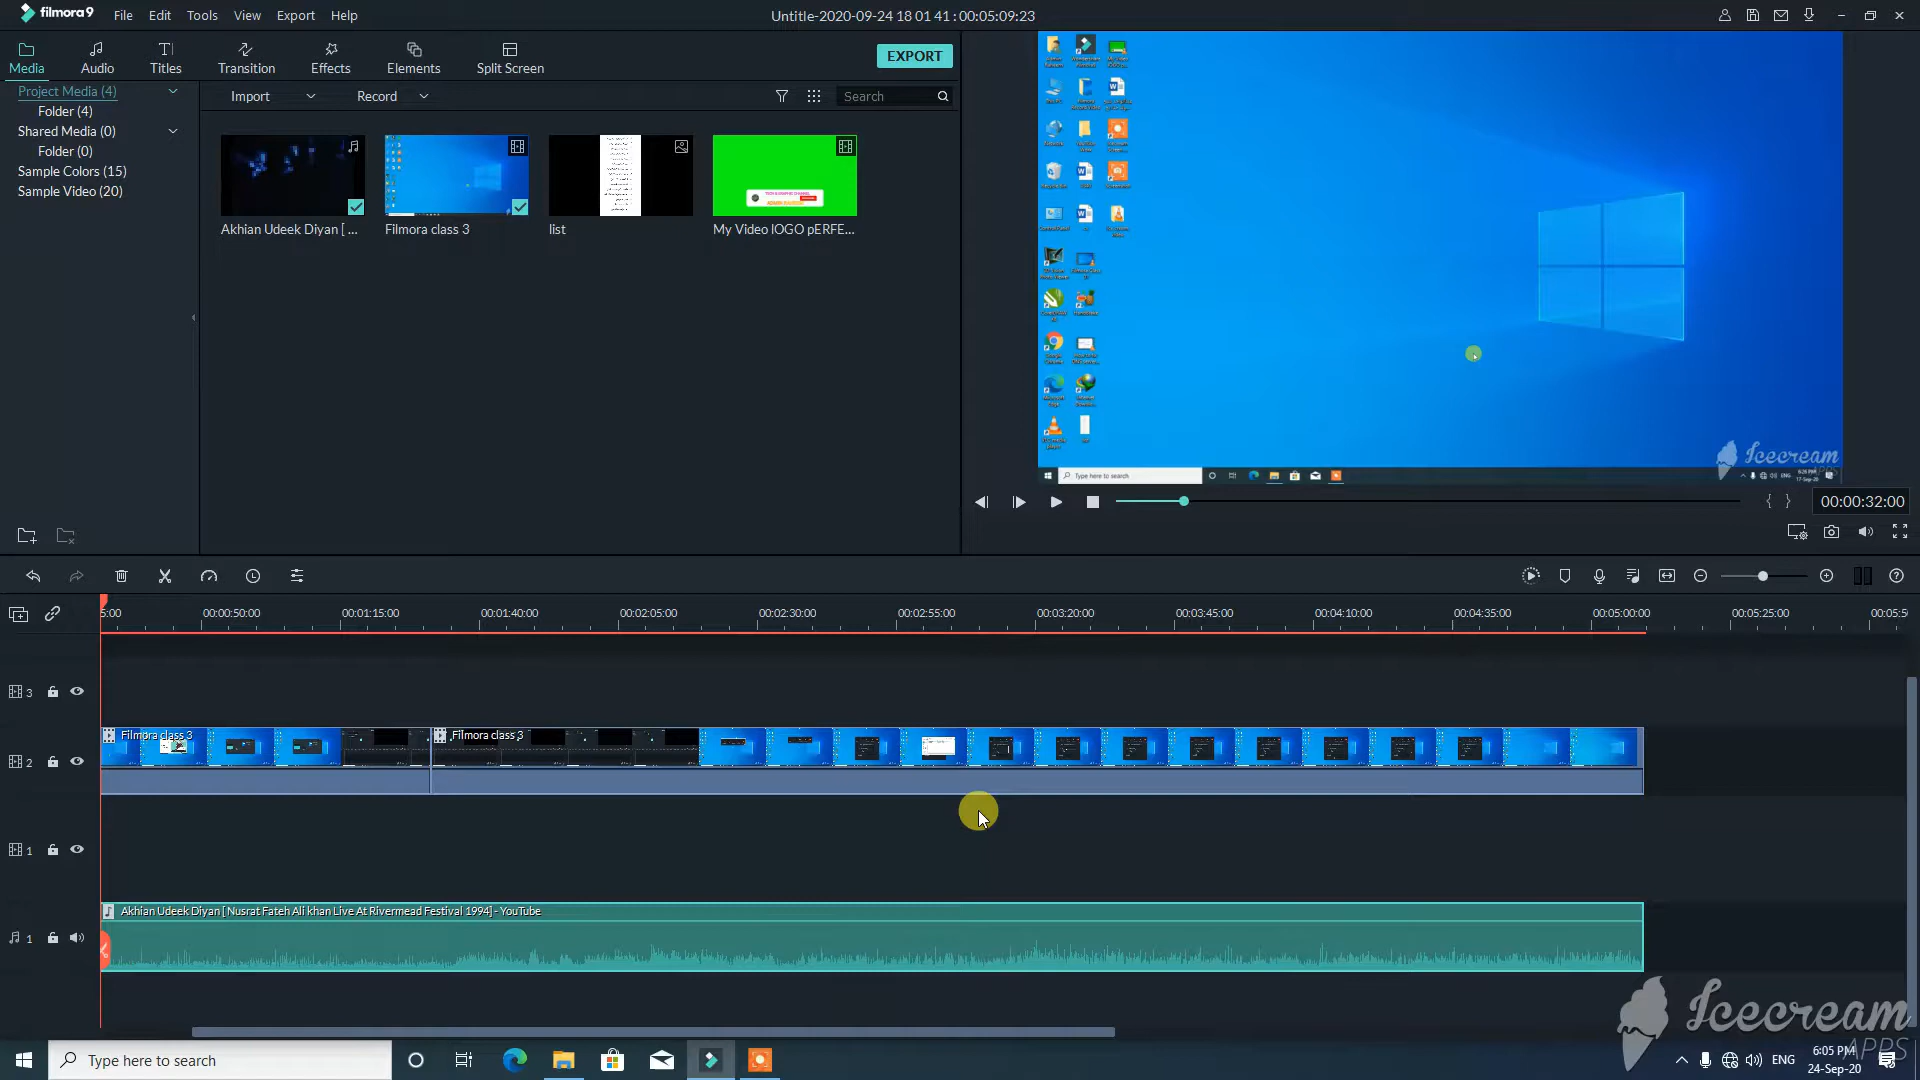 filmora9 File Edit Tools View Export Help Untitle-2020-09-24 18 01 41 : 00:05:09:23
Media Audio Titles Transition Effects Elements Split Screen EXPORT
Project Media (4)
Folder (4)
Shared Media (0)
Folder (0)
Sample Colors (15)
Sample Video (20)
Import Record Search
Akhian Udeek Diyan [ ... Filmora class 3 list My Video lOGO pERFE...
Type here to search
Icecream
00:00:32:00
5:00 00:00:50:00 00:01:15:00 00:01:40:00 00:02:05:00 00:02:30:00 00:02:55:00 00:03:20:00 00:03:45:00 00:04:10:00 00:04:35:00 00:05:00:00 00:05:25:00 00:05:5
3
Filmora class 3 Filmora class 3
2
1
Akhian Udeek Diyan [ Nusrat Fateh Ali khan Live At Rivermead Festival 1994] - YouTube
1
Icecream
APPS
Type here to search ENG 6:05 PM
24-Sep-20